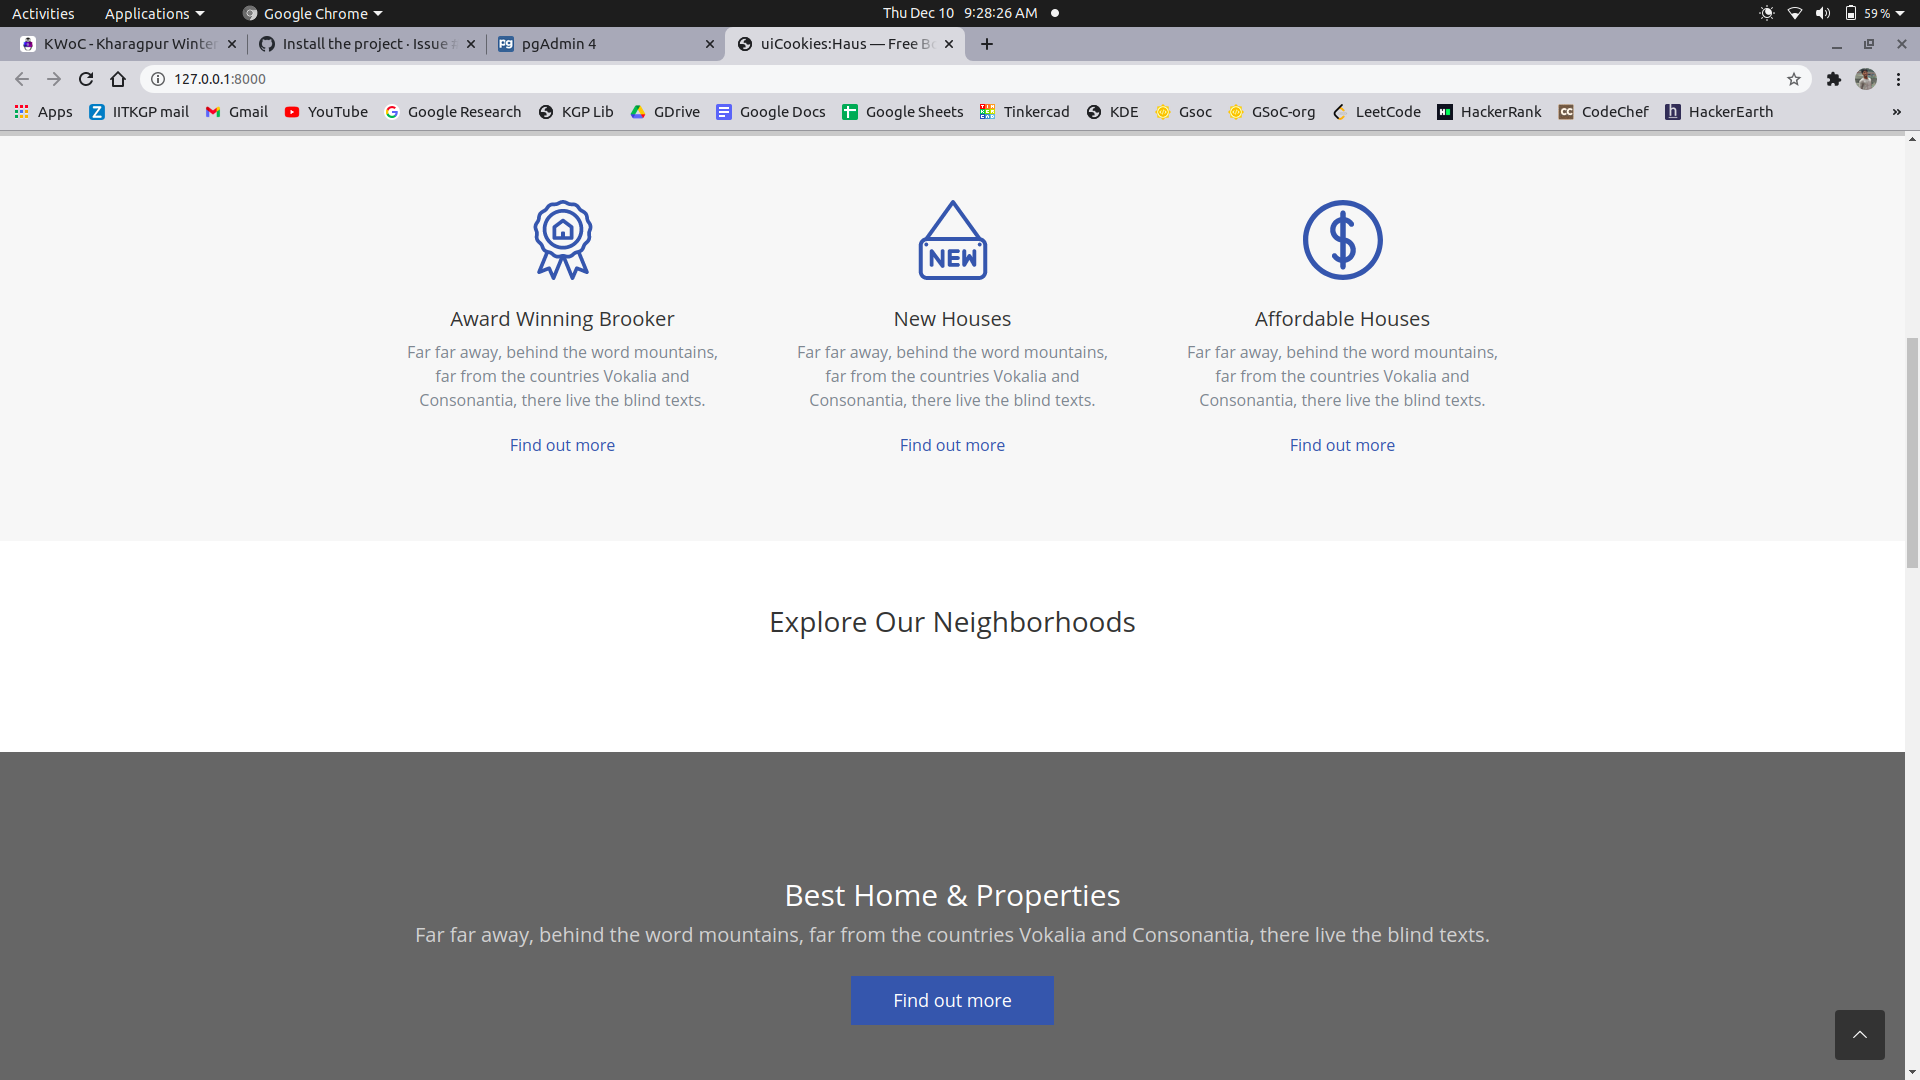 Activities Applications Google Chrome Thu Dec 10 9:28:26 AM 59 %
KWoC - Kharagpur Winter Install the project · Issue # pgAdmin 4 uiCookies:Haus — Free Bo
127.0.0.1:8000
Apps IITKGP mail Gmail YouTube Google Research KGP Lib GDrive Google Docs Google Sheets Tinkercad KDE Gsoc GSoC-org LeetCode HackerRank CodeChef HackerEarth »
NEW
Award Winning Brooker New Houses Affordable Houses
Far far away, behind the word mountains, Far far away, behind the word mountains, Far far away, behind the word mountains,
far from the countries Vokalia and far from the countries Vokalia and far from the countries Vokalia and
Consonantia, there live the blind texts. Consonantia, there live the blind texts. Consonantia, there live the blind texts.
Find out more Find out more Find out more
Explore Our Neighborhoods
Best Home & Properties
Far far away, behind the word mountains, far from the countries Vokalia and Consonantia, there live the blind texts.
Find out more